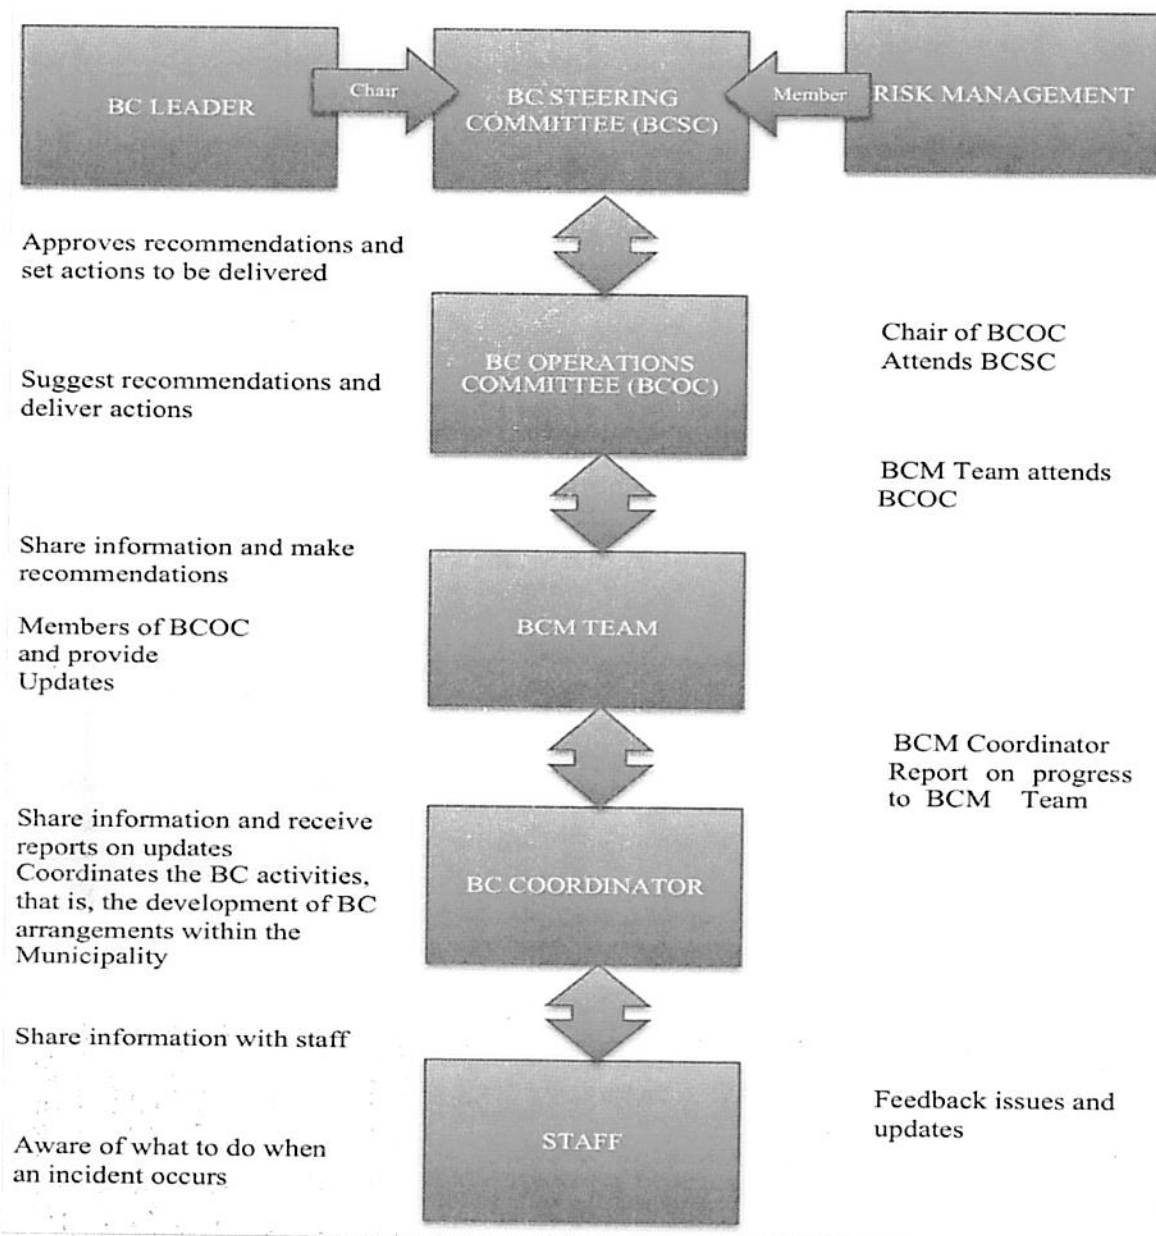 BC LEADER
Chair
BC STEERING
COMMITTEE (BCSC)
Member
RISK MANAGEMENT
Approves recommendations and
set actions to be delivered
BC OPERATIONS
COMMITTEE (BCOC)
Chair of BCOC
Attends BCSC
Suggest recommendations and
deliver actions
BCM Team attends
BCOC
Share information and make
recommendations
Members of BCOC
and provide
Updates
BCM TEAM
BCM Coordinator
Report on progress
to BCM Team
Share information and receive
reports on updates
Coordinates the BC activities,
that is, the development of BC
arrangements within the
Municipality
BC COORDINATOR
Share information with staff
Aware of what to do when
an incident occurs
STAFF
Feedback issues and
updates